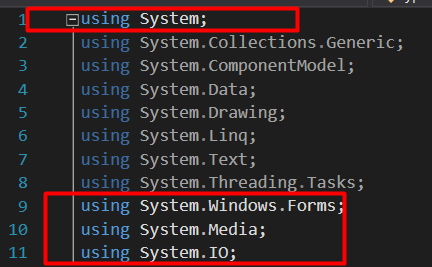 1 using System;
2 using System.Collections.Generic;
3 using System.ComponentModel;
4 using System.Data;
5 using System.Drawing;
6 using System.Linq;
7 using System.Text;
8 using System.Threading.Tasks;
9 using System.Windows.Forms;
10 using System.Media;
11 using System.IO;